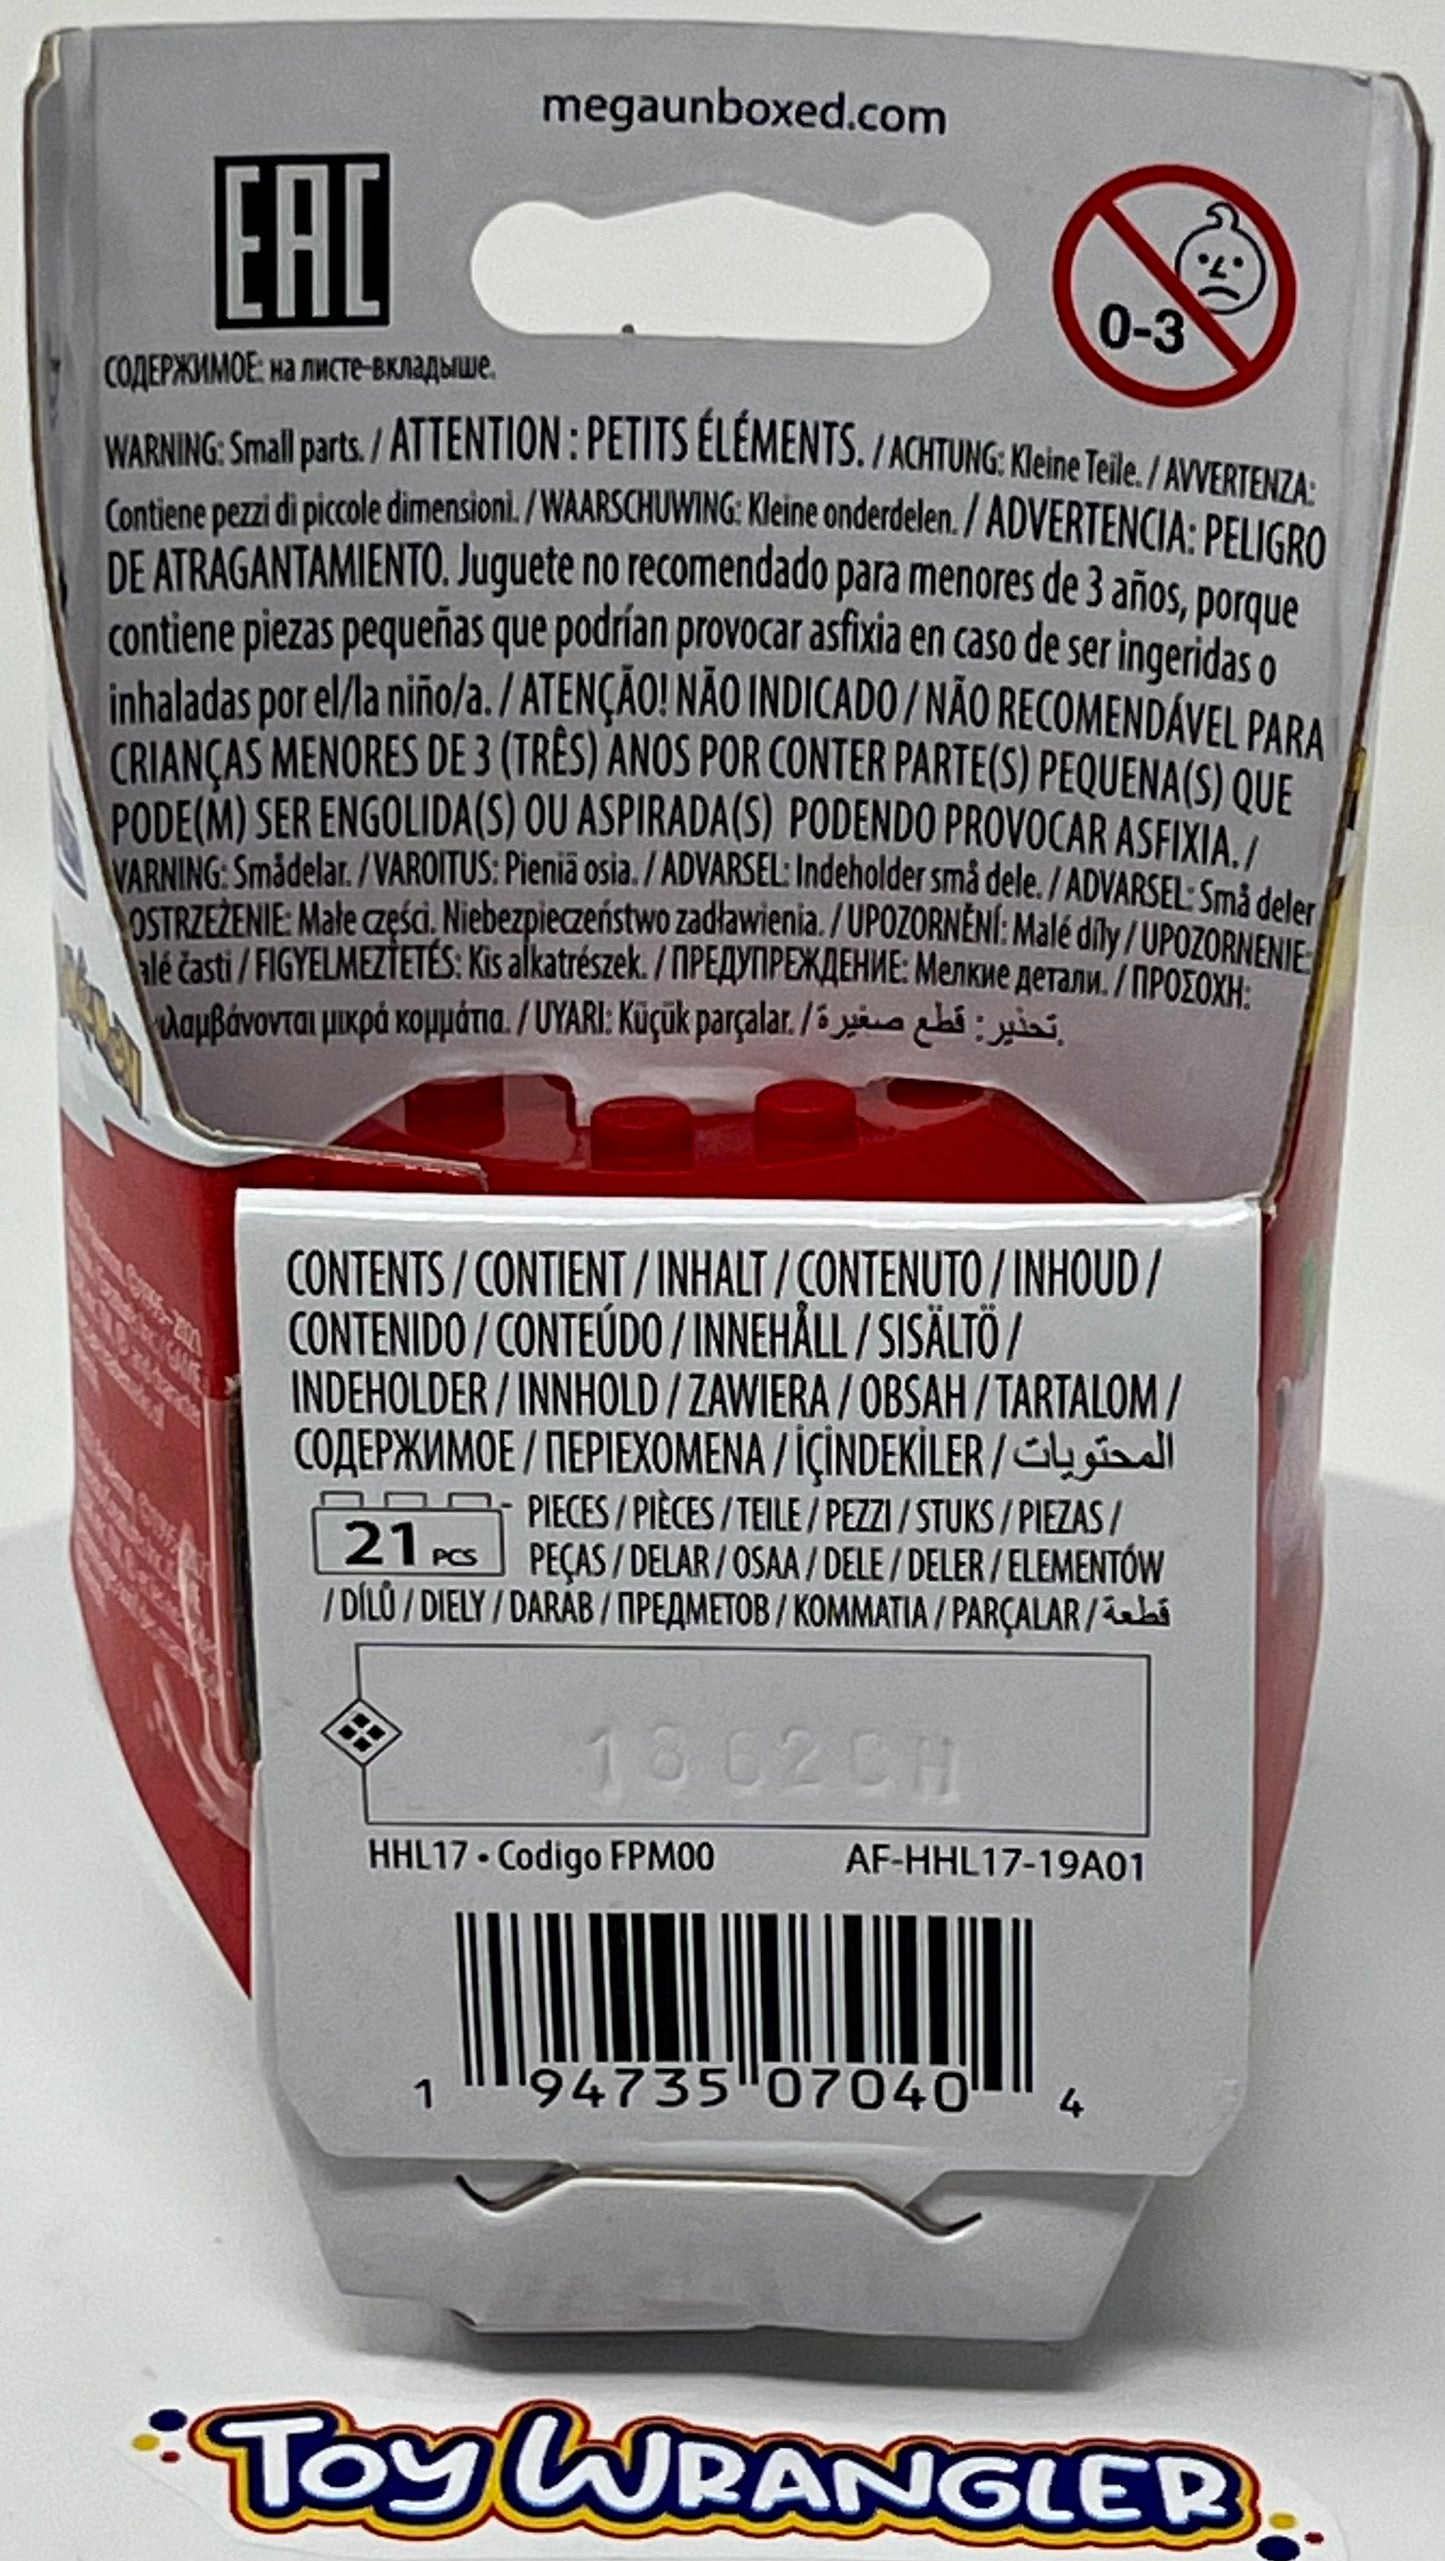 megaunboxed.com
EAC
0-3
СОДЕРЖИМОЕ: на листе-вкладыше.
WARNING: Small parts. / ATTENTION : PETITS ÉLÉMENTS. / ACHTUNG: Kleine Teile. / AVVERTENZA:
Contiene pezzi di piccole dimensioni. / WAARSCHUWING: Kleine onderdelen. / ADVERTENCIA: PELIGRO
DE ATRAGANTAMIENTO. Juguete no recomendado para menores de 3 años, porque
contiene piezas pequeñas que podrían provocar asfixia en caso de ser ingeridas o
inhaladas por el/la niño/a. / ATENÇÃO! NÃO INDICADO / NÃO RECOMENDÁVEL PARA
CRIANÇAS MENORES DE 3 (TRÊS) ANOS POR CONTER PARTE(S) PEQUENA(S) QUE
PODE(M) SER ENGOLIDA(S) OU ASPIRADA(S) PODENDO PROVOCAR ASFIXIA. /
VARNING: Smådelar. / VAROITUS: Pieniä osia. / ADVARSEL: Indeholder små dele. / ADVARSEL: Små deler
OSTRZEŻENIE: Małe części. Niebezpieczeństwo zadławienia. / UPOZORNĚNÍ: Malé díly / UPOZORNENIE:
alé časti / FIGYELMEZTETÉS: Kis alkatrészek. / ПРЕДУПРЕЖДЕНИЕ: Мелкие детали. / ΠΡΟΣΟΧΗ:
ιλαμβάνονται μικρά κομμάτια. / UYARI: Küçük parçalar. / تحذير: قطع صغيرة.
CONTENTS / CONTIENT / INHALT / CONTENUTO / INHOUD /
CONTENIDO / CONTEÚDO / INNEHÅLL / SISÄLTÖ /
INDEHOLDER / INNHOLD / ZAWIERA / OBSAH / TARTALOM /
СОДЕРЖИМОЕ / ΠΕΡΙΕΧΟΜΕΝΑ / İÇİNDEKİLER / المحتويات
21 PCS
PIECES / PIÈCES / TEILE / PEZZI / STUKS / PIEZAS /
PEÇAS / DELAR / OSAA / DELE / DELER / ELEMENTÓW
/ DÍLŮ / DIELY / DARAB / ПРЕДМЕТОВ / ΚΟΜΜΑΤΙΑ / PARÇALAR / قطعة
1862CH
HHL17 • Codigo FPM00 AF-HHL17-19A01
1 94735 07040 4
TOY WRANGLER